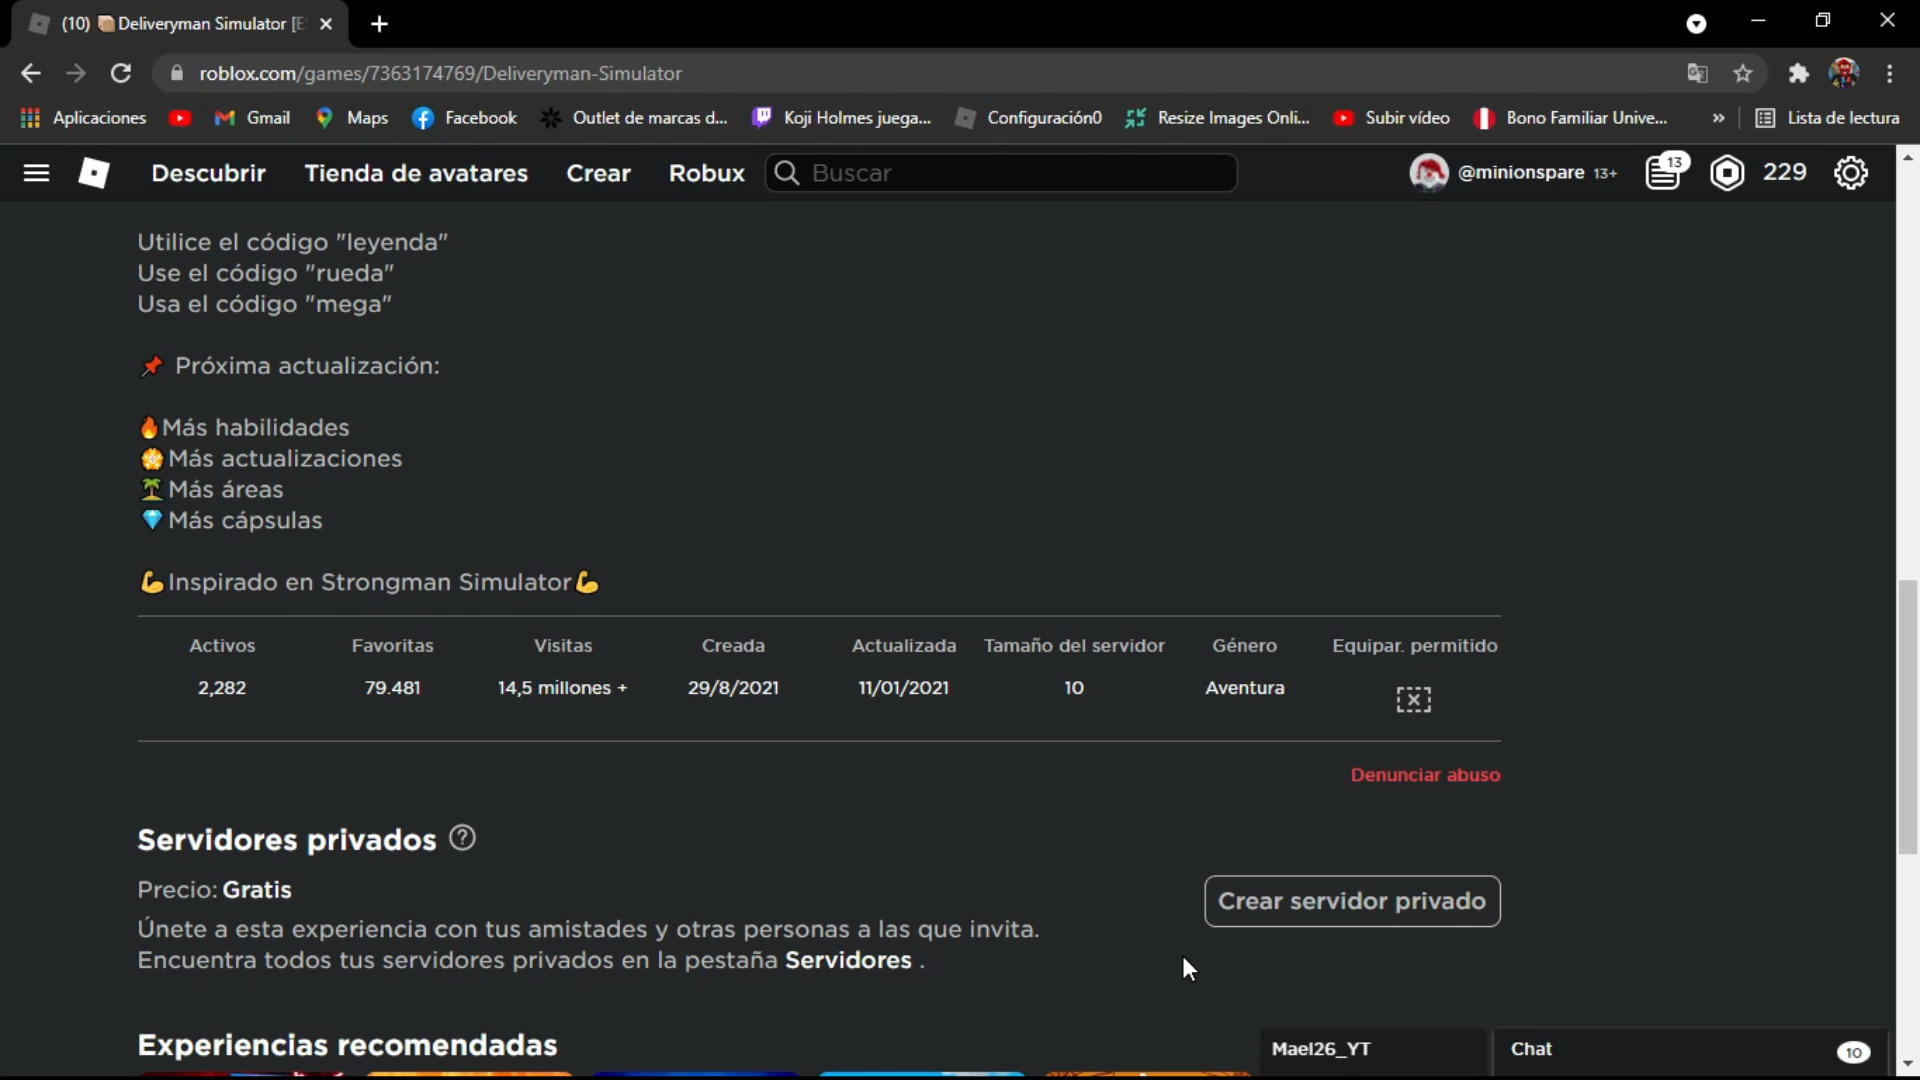 (10) Deliveryman Simulator [E
roblox.com/games/7363174769/Deliveryman-Simulator
Aplicaciones Gmail Maps Facebook Outlet de marcas d... Koji Holmes juega... Configuración0 Resize Images Onli... Subir vídeo Bono Familiar Unive... » Lista de lectura
Descubrir Tienda de avatares Crear Robux Buscar @minionspare 13+ 13 229
Utilice el código "leyenda"
Use el código "rueda"
Usa el código "mega"
📌 Próxima actualización:
🔥Más habilidades
Más actualizaciones
🌴Más áreas
💎Más cápsulas
💪Inspirado en Strongman Simulator💪
Activos Favoritas Visitas Creada Actualizada Tamaño del servidor Género Equipar. permitido
2,282 79.481 14,5 millones + 29/8/2021 11/01/2021 10 Aventura
Denunciar abuso
Servidores privados ?
Precio: Gratis
Crear servidor privado
Únete a esta experiencia con tus amistades y otras personas a las que invita.
Encuentra todos tus servidores privados en la pestaña Servidores .
Experiencias recomendadas
Mael26_YT Chat 10